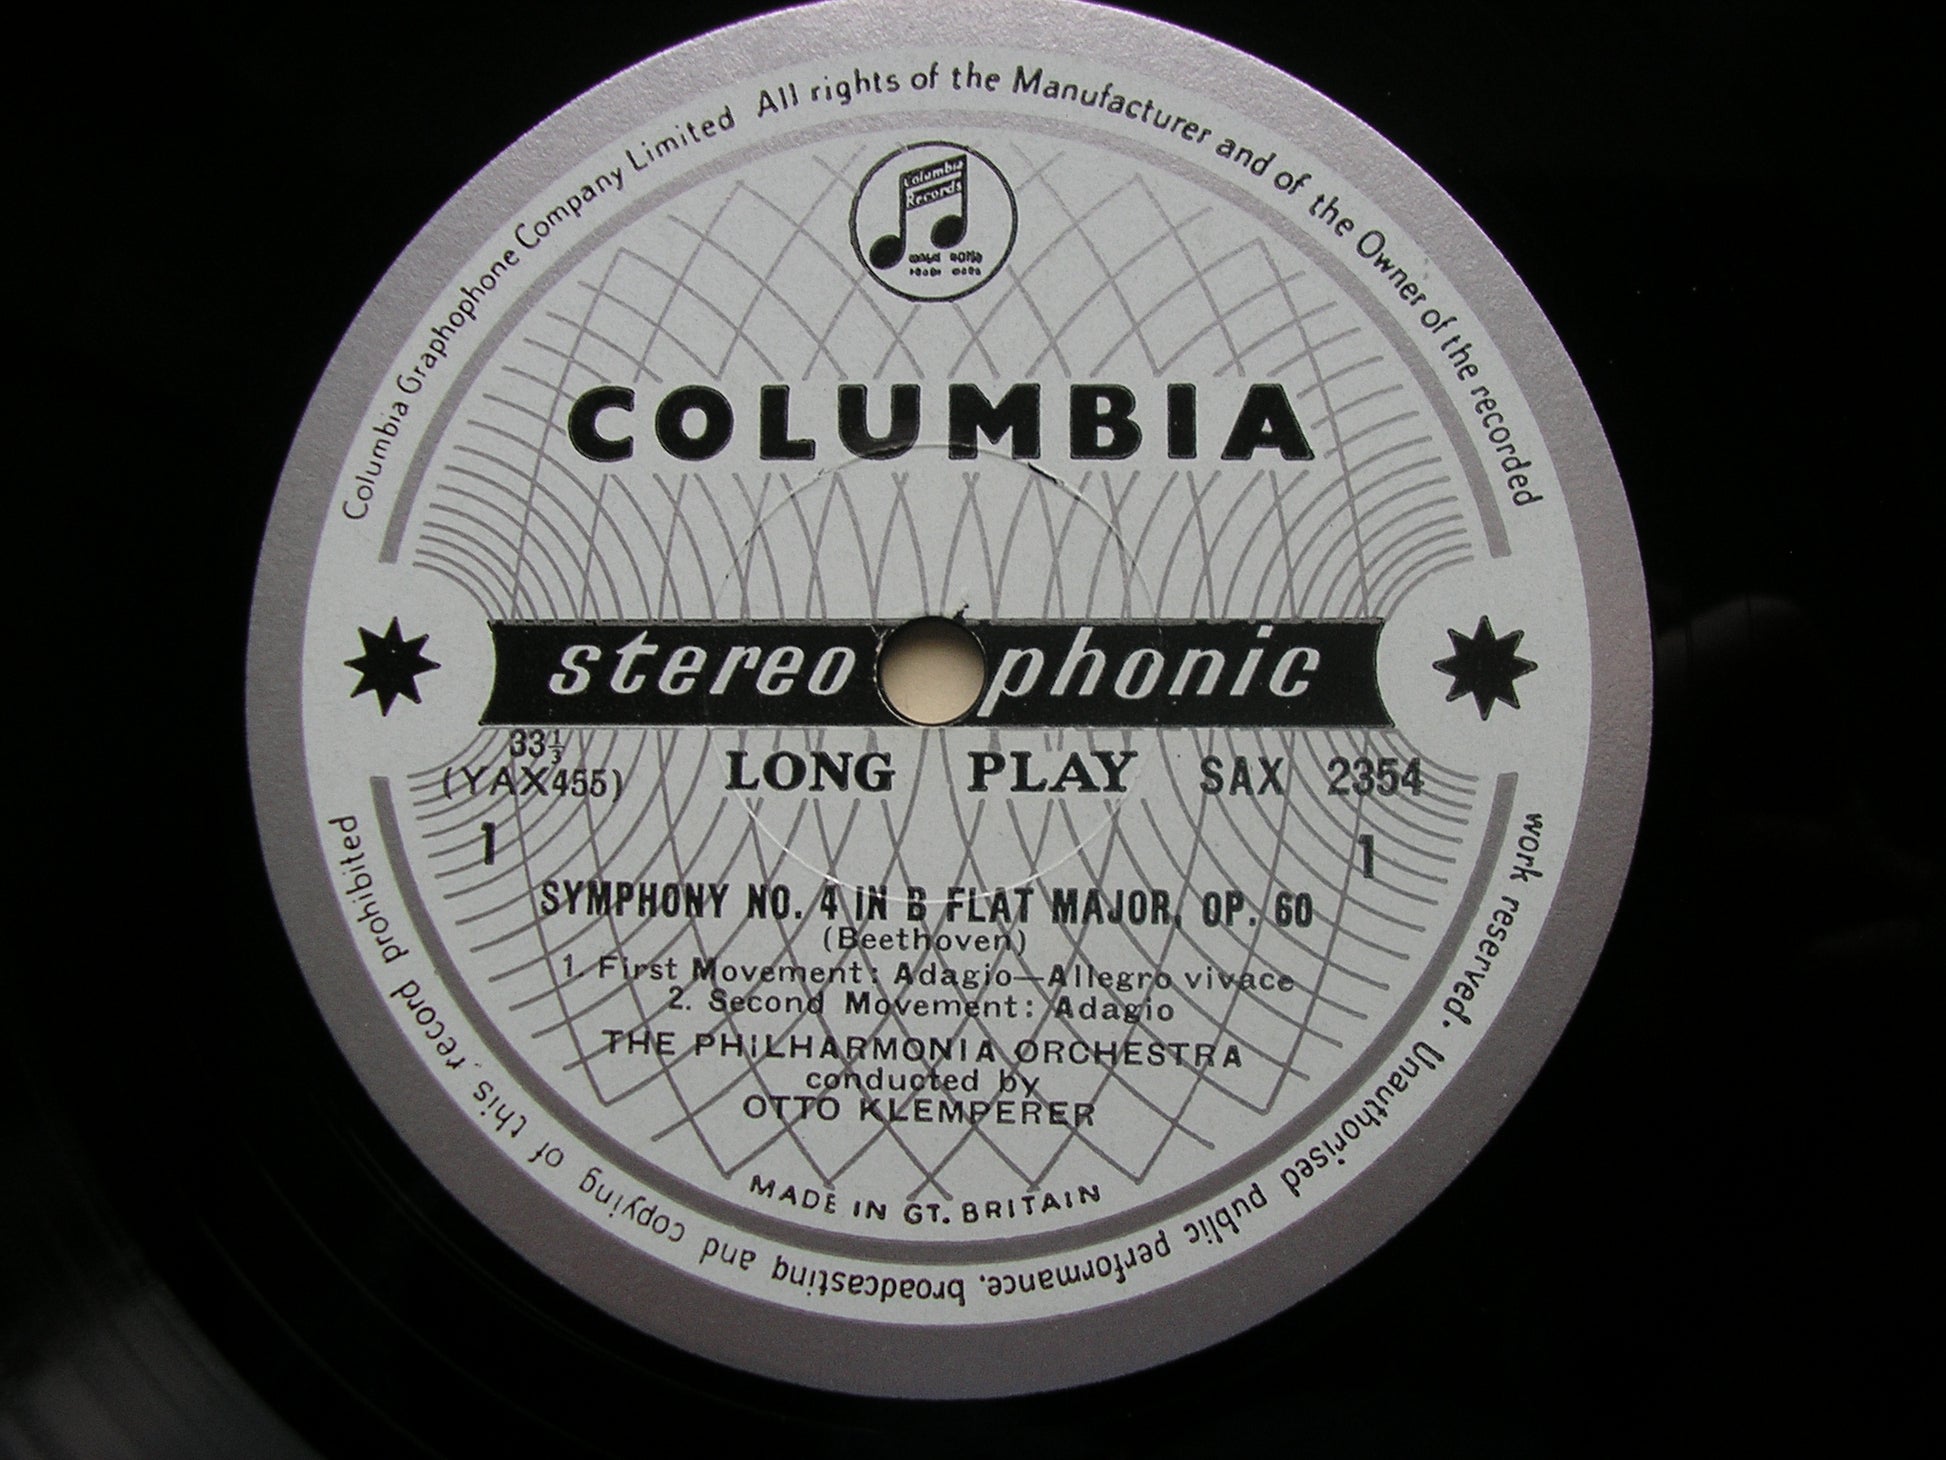 Columbia Graphophone Company Limited All rights of the Manufacturer and of the Owner of the recorded
work reserved. Unauthorised public performance, broadcasting and copying of this record prohibited
Columbia
Records
COLUMBIA
stereophonic
33⅓
(YAX455)
LONG PLAY
SAX 2354
1
1
SYMPHONY NO. 4 IN B FLAT MAJOR, OP. 60
(Beethoven)
1. First Movement: Adagio—Allegro vivace
2. Second Movement: Adagio
THE PHILHARMONIA ORCHESTRA
conducted by
OTTO KLEMPERER
MADE IN GT. BRITAIN